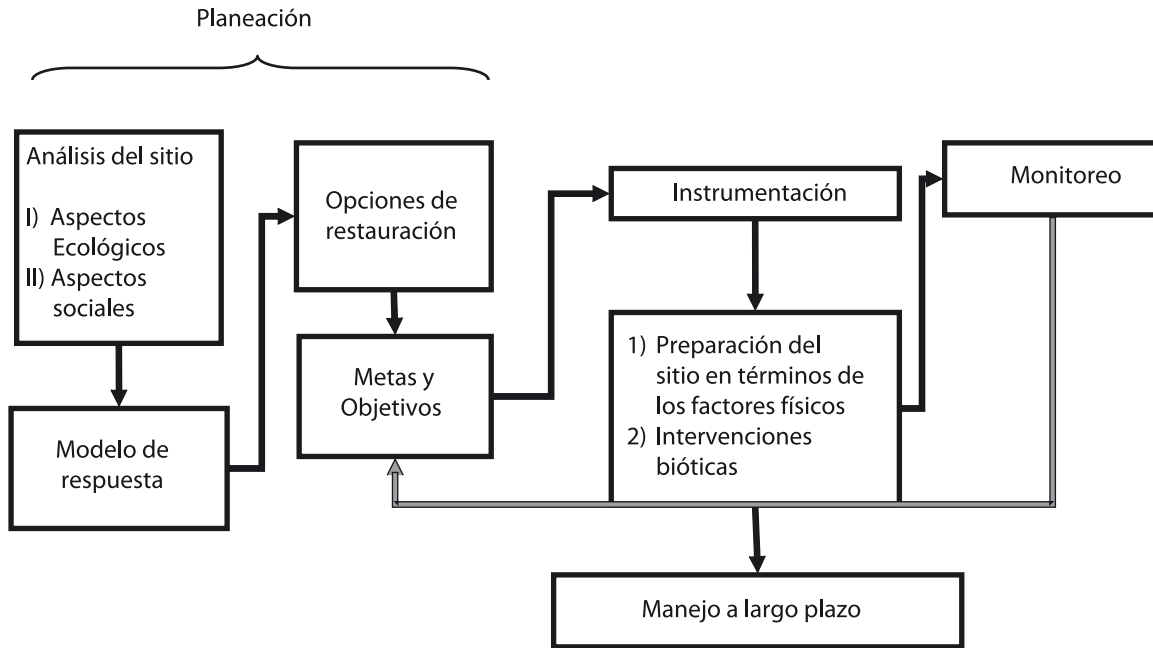 Planeación
Análisis del sitio
I) Aspectos
Ecológicos
II) Aspectos
sociales
Modelo de
respuesta
Opciones de
restauración
Metas y
Objetivos
Instrumentación
1) Preparación del
sitio en términos de
los factores físicos
2) Intervenciones
bióticas
Monitoreo
Manejo a largo plazo